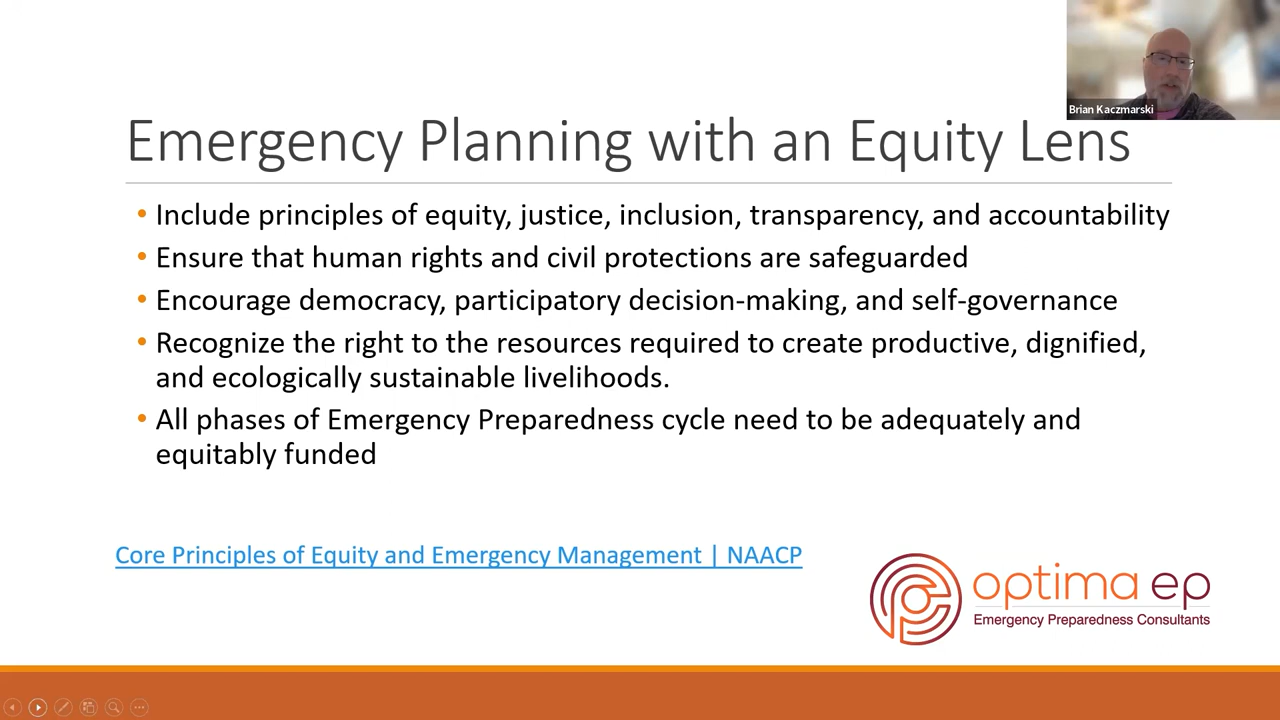 Brian Kaczmarski
Emergency Planning with an Equity Lens
• Include principles of equity, justice, inclusion, transparency, and accountability
• Ensure that human rights and civil protections are safeguarded
• Encourage democracy, participatory decision-making, and self-governance
• Recognize the right to the resources required to create productive, dignified,
and ecologically sustainable livelihoods.
• All phases of Emergency Preparedness cycle need to be adequately and
equitably funded
Core Principles of Equity and Emergency Management | NAACP
optima ep
Emergency Preparedness Consultants